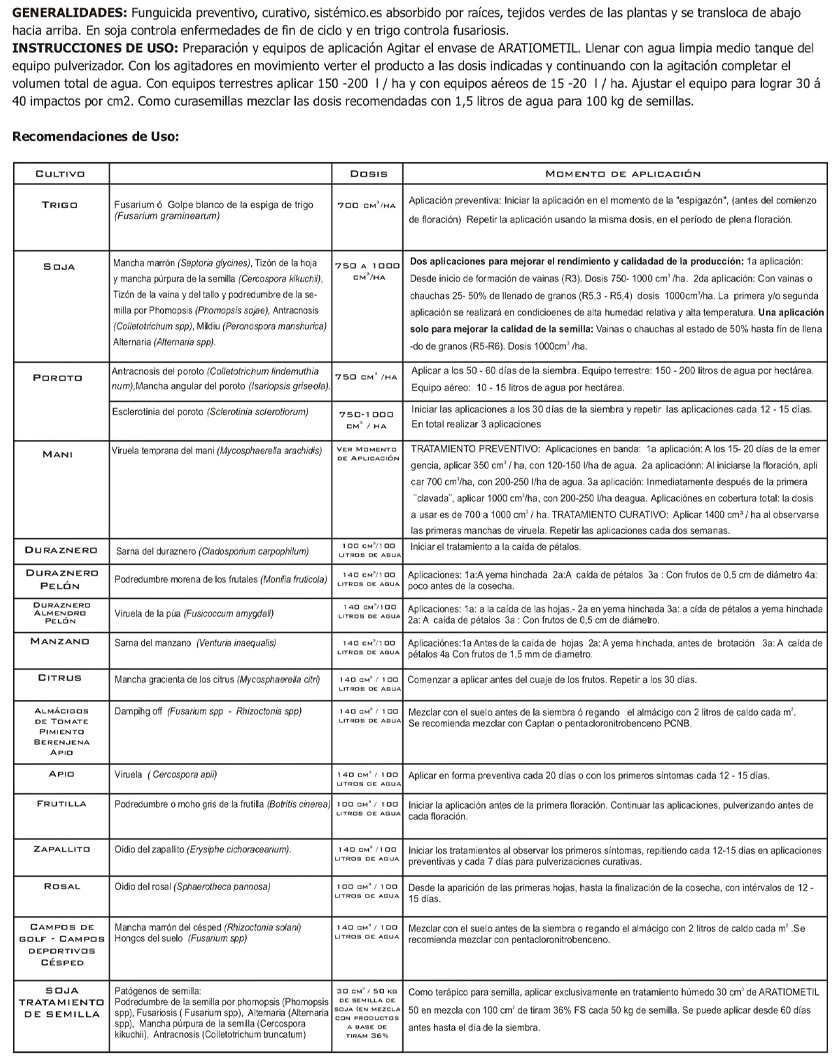 GENERALIDADES: Funguicida preventivo, curativo, sistémico.es absorbido por raíces, tejidos verdes de las plantas y se transloca de abajo
hacia arriba. En soja controla enfermedades de fin de ciclo y en trigo controla fusariosis.
INSTRUCCIONES DE USO: Preparación y equipos de aplicación Agitar el envase de ARATIOMETIL. Llenar con agua limpia medio tanque del
equipo pulverizador. Con los agitadores en movimiento verter el producto a las dosis indicadas y continuando con la agitación completar el
volumen total de agua. Con equipos terrestres aplicar 150 -200 l / ha y con equipos aéreos de 15 -20 l / ha. Ajustar el equipo para lograr 30 á
40 impactos por cm2. Como curasemillas mezclar las dosis recomendadas con 1,5 litros de agua para 100 kg de semillas.
Recomendaciones de Uso:
CULTIVO DOSIS MOMENTO DE APLICACIÓN
TRIGO
Fusarium ó Golpe blanco de la espiga de trigo
(Fusarium graminearum)
700 CM³/HA
Aplicación preventiva: Iniciar la aplicación en el momento de la "espigazón", (antes del comienzo
de floración) Repetir la aplicación usando la misma dosis, en el período de plena floración.
SOJA
Mancha marrón (Septoria glycines), Tizón de la hoja
y mancha púrpura de la semilla (Cercospora kikuchii),
Tizón de la vaina y del tallo y podredumbre de la se-
milla por Phomopsis (Phomopsis sojae), Antracnosis
(Colletotrichum spp), Mildiu (Peronospora manshurica)
Alternaria (Alternaria spp).
750 A 1000
CM³/HA
Dos aplicaciones para mejorar el rendimiento y calidadad de la producción: 1a aplicación:
Desde inicio de formación de vainas (R3). Dosis 750- 1000 cm³ /ha. 2da aplicación: Con vainas o
chauchas 25- 50% de llenado de granos (R5,3 - R5,4) dosis 1000cm³/ha. La primera y/o segunda
aplicación se realizará en condicioenes de alta humedad relativa y alta temperatura. Una aplicación
solo para mejorar la calidad de la semilla: Vainas o chauchas al estado de 50% hasta fin de llena
-do de granos (R5-R6). Dosis 1000cm³ /ha.
POROTO
Antracnosis del poroto (Colletotrichum lindemuthia
num),Mancha angular del poroto (Isariopsis griseola).
750 CM³ /HA
Aplicar a los 50 - 60 días de la siembra. Equipo terrestre: 150 - 200 litros de agua por hectárea.
Equipo aéreo: 10 - 15 litros de agua por hectárea.
Esclerotinia del poroto (Sclerotinia sclerotiorum)
750-1000
CM³ / HA
Iniciar las aplicaciones a los 30 días de la siembra y repetir las aplicaciones cada 12 - 15 días.
En total realizar 3 aplicaciones
MANI
Viruela temprana del mani (Mycosphaerella arachidis)
VER MOMENTO
DE APLICACIÓN
TRATAMIENTO PREVENTIVO: Aplicaciones en banda: 1a aplicación: A los 15- 20 días de la emer
gencia, aplicar 350 cm³ / ha, con 120-150 l/ha de agua. 2a aplicaciónn: Al iniciarse la floración, apli
car 700 cm³/ha, con 200-250 l/ha de agua. 3a aplicación: Inmediatamente después de la primera
¨clavada¨, aplicar 1000 cm³/ha, con 200-250 l/ha deagua. Aplicaciónes en cobertura total: la dosis
a usar es de 700 a 1000 cm³ / ha. TRATAMIENTO CURATIVO: Aplicar 1400 cm³ / ha al observarse
las primeras manchas de viruela. Repetir las aplicaciones cada dos semanas.
DURAZNERO
Sarna del duraznero (Cladosporium carpophilum)
100 CM³/100
LITROS DE AGUA
Iniciar el tratamiento a la caída de pétalos.
DURAZNERO
PELÓN
Podredumbre morena de los frutales (Monilia fruticola)
140 CM³/100
LITROS DE AGUA
Aplicaciones: 1a:A yema hinchada 2a:A caída de pétalos 3a : Con frutos de 0,5 cm de diámetro 4a:
poco antes de la cosecha.
DURAZNERO
ALMENDRO
PELÓN
Viruela de la púa (Fusicoccum amygdali)
140 CM³/100
LITROS DE AGUA
Aplicaciones: 1a: a la caída de las hojas.- 2a en yema hinchada 3a: a cída de pétalos a yema hinchada
2a: A caída de pétalos 3a : Con frutos de 0,5 cm de diámetro.
MANZANO
Sarna del manzano (Venturia inaequalis)
140 CM³/100
LITROS DE AGUA
Aplicaciónes:1a Antes de la caída de hojas 2a: A yema hinchada, antes de brotación 3a: A caída de
pétalos 4a Con frutos de 1,5 mm de diametro.
CITRUS
Mancha gracienta de los citrus (Mycosphaerella citri)
140 CM³ / 100
LITROS DE AGUA
Comenzar a aplicar antes del cuaje de los frutos. Repetir a los 30 días.
ALMÁCIGOS
DE TOMATE
PIMIENTO
BERENJENA
APIO
Dampihg off (Fusarium spp - Rhizoctonia spp)
140 CM³ / 100
LITROS DE AGUA
Mezclar con el suelo antes de la siembra ó regando el almácigo con 2 litros de caldo cada m².
Se recomienda mezclar con Captan o pentacloronitrobenceno PCNB.
APIO
Viruela ( Cercospora apii)
140 CM³ / 100
LITROS DE AGUA
Aplicar en forma preventiva cada 20 días o con los primeros síntomas cada 12 - 15 días.
FRUTILLA
Podredumbre o moho gris de la frutilla (Botritis cinerea)
100 CM³ / 100
LITROS DE AGUA
Iniciar la aplicación antes de la primera floración. Continuar las aplicaciones, pulverizando antes de
cada floración.
ZAPALLITO
Oidio del zapallito (Erysiphe cichoracearium).
140 CM³ / 100
LITROS DE AGUA
Iniciar los tratamientos al observar los primeros síntomas, repitiendo cada 12-15 dias en aplicaciones
preventivas y cada 7 días para pulverizaciones curativas.
ROSAL
Oidio del rosal (Sphaerotheca pannosa)
100 CM³ / 100
LITROS DE AGUA
Desde la aparición de las primeras hojas, hasta la finalización de la cosecha, con intérvalos de 12 -
15 días.
CAMPOS DE
GOLF - CAMPOS
DEPORTIVOS
CÉSPED
Mancha marrón del césped (Rhizoctonia solani)
Hongos del suelo (Fusarium spp)
140 CM³ / 100
LITROS DE AGUA
Mezclar con el suelo antes de la siembra o regando el almácigo con 2 litros de caldo cada m² .Se
recomienda mezclar con pentacloronitrobenceno.
SOJA
TRATAMIENTO
DE SEMILLA
Patógenos de semilla:
Podredumbre de la semilla por phomopsis (Phomopsis
spp), Fusariosis ( Fusarium spp), Alternaria (Alternaria
spp), Mancha púrpura de la semilla (Cercospora
kikuchii), Antracnosis (Colletotrichum truncatum)
30 CM³ / 50 KG
DE SEMILLA DE
SOJA (EN MEZCLA
CON PRODUCTOS
A BASE DE
TIRAM 36%
Como terápico para semilla, aplicar exclusivamente en tratamiento húmedo 30 cm³ de ARATIOMETIL
50 en mezcla con 100 cm³ de tiram 36% FS cada 50 kg de semilla. Se puede aplicar desde 60 días
antes hasta el día de la siembra.